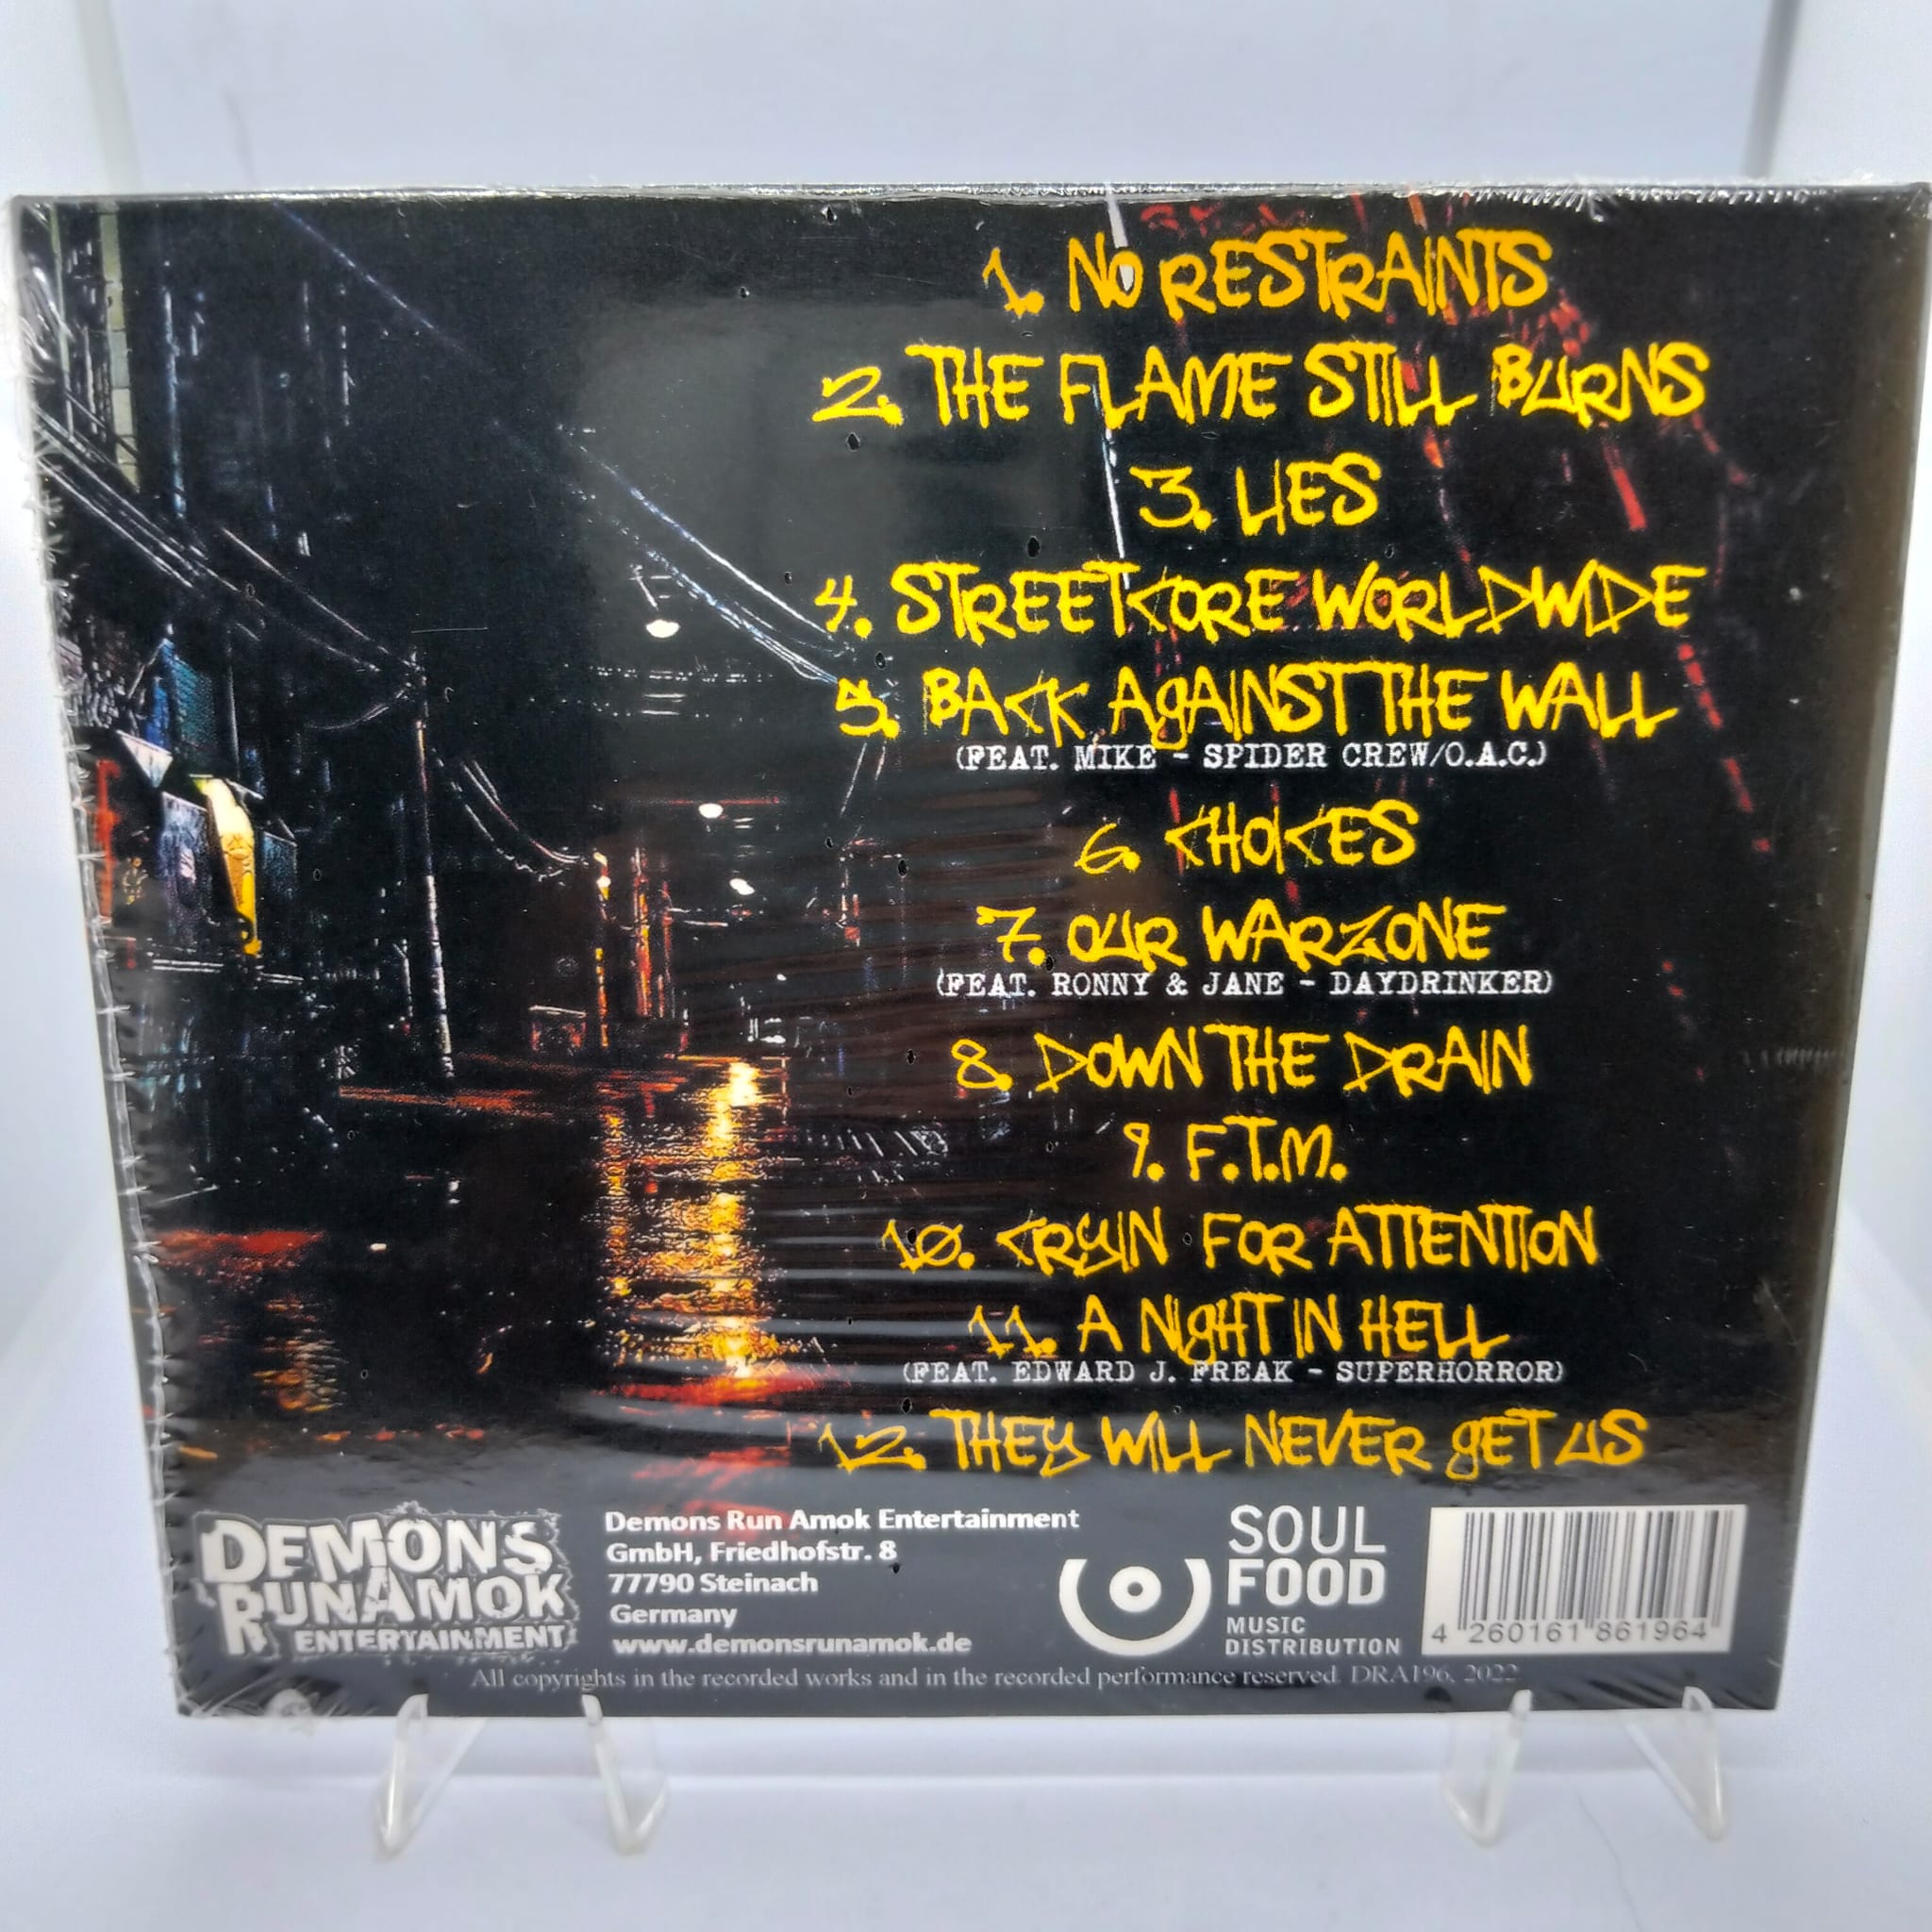 1. NO RESTRAINTS
2. THE FLAME STILL BURNS
3. LIES
4. STREETCORE WORLDWIDE
5. BACK AGAINST THE WALL
(FEAT. MIKE - SPIDER CREW/O.A.C.)
6. CHOICES
7. OUR WARZONE
(FEAT. RONNY & JANE - DAYDRINKER)
8. DOWN THE DRAIN
9. F.T.M.
10. CRYIN FOR ATTENTION
11. A NIGHT IN HELL
(FEAT. EDWARD J. FREAK - SUPERHORROR)
12. THEY WILL NEVER GET US
DEMONS
RUN AMOK
ENTERTAINMENT
Demons Run Amok Entertainment
GmbH, Friedhofstr. 8
77790 Steinach
Germany
www.demonsrunamok.de
SOUL
FOOD
MUSIC
DISTRIBUTION
4 260161 861964
All copyrights in the recorded works and in the recorded performance reserved. DRA196, 2022